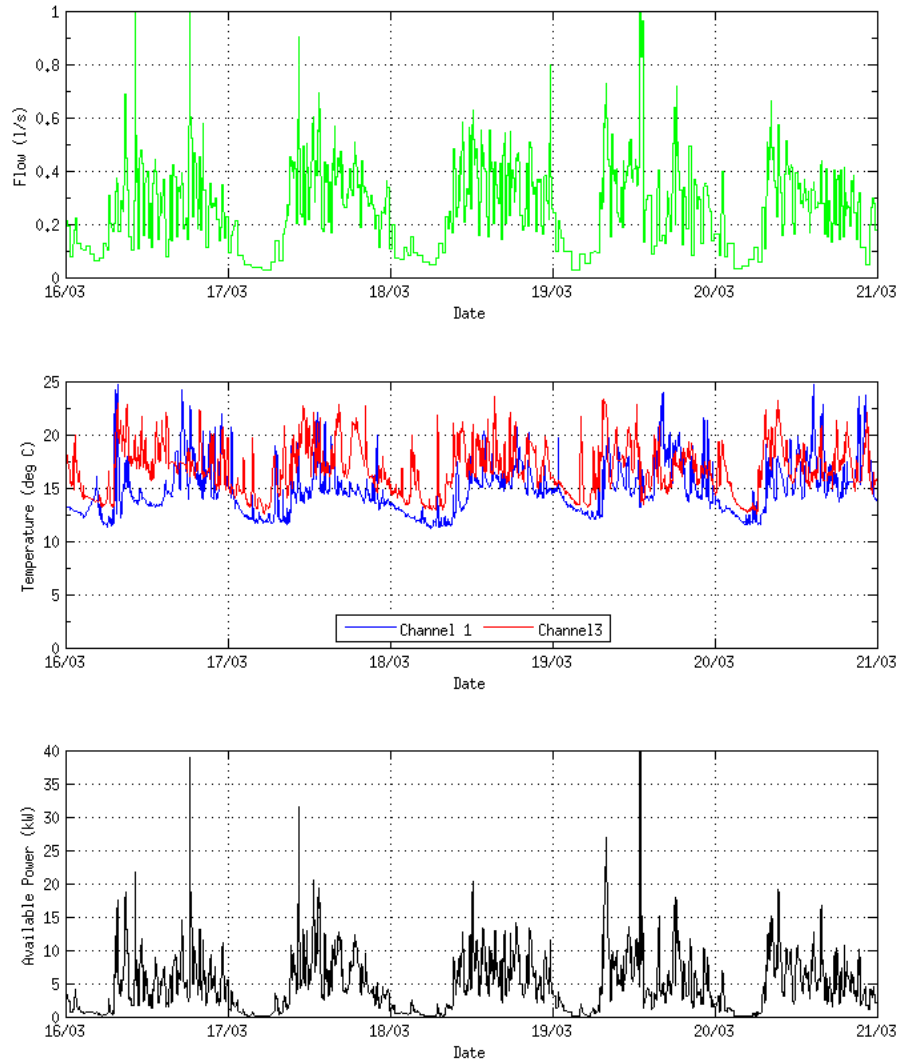 1
0.8
0.6
0.4
0.2
0
Flow (l/s)
16/03 17/03 18/03 19/03 20/03 21/03
Date
25
20
15
10
5
0
Temperature (deg C)
Channel 1 Channel3
16/03 17/03 18/03 19/03 20/03 21/03
Date
40
35
30
25
20
15
10
5
0
Available Power (kW)
16/03 17/03 18/03 19/03 20/03 21/03
Date